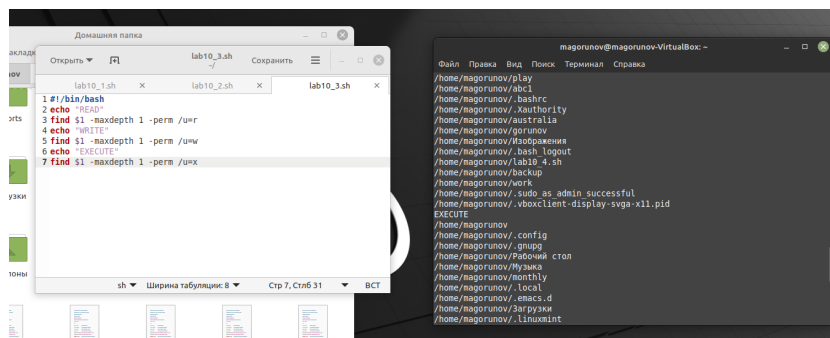 Домашняя папка
акладк
nov
orts
узки
лоны
Открыть
lab10_3.sh
~/
Сохранить
lab10_1.sh
lab10_2.sh
lab10_3.sh
1 #!/bin/bash
2 echo "READ"
3 find $1 -maxdepth 1 -perm /u=r
4 echo "WRITE"
5 find $1 -maxdepth 1 -perm /u=w
6 echo "EXECUTE"
7 find $1 -maxdepth 1 -perm /u=x
sh Ширина табуляции: 8 Стр 7, Стлб 31 ВСТ
magorunov@magorunov-VirtualBox: ~
Файл Правка Вид Поиск Терминал Справка
/home/magorunov/play
/home/magorunov/abc1
/home/magorunov/.bashrc
/home/magorunov/.Xauthority
/home/magorunov/australia
/home/magorunov/gorunov
/home/magorunov/Изображения
/home/magorunov/.bash_logout
/home/magorunov/lab10_4.sh
/home/magorunov/backup
/home/magorunov/work
/home/magorunov/.sudo_as_admin_successful
/home/magorunov/.vboxclient-display-svga-x11.pid
EXECUTE
/home/magorunov
/home/magorunov/.config
/home/magorunov/.gnupg
/home/magorunov/Рабочий стол
/home/magorunov/Музыка
/home/magorunov/monthly
/home/magorunov/.local
/home/magorunov/.emacs.d
/home/magorunov/Загрузки
/home/magorunov/.linuxmint